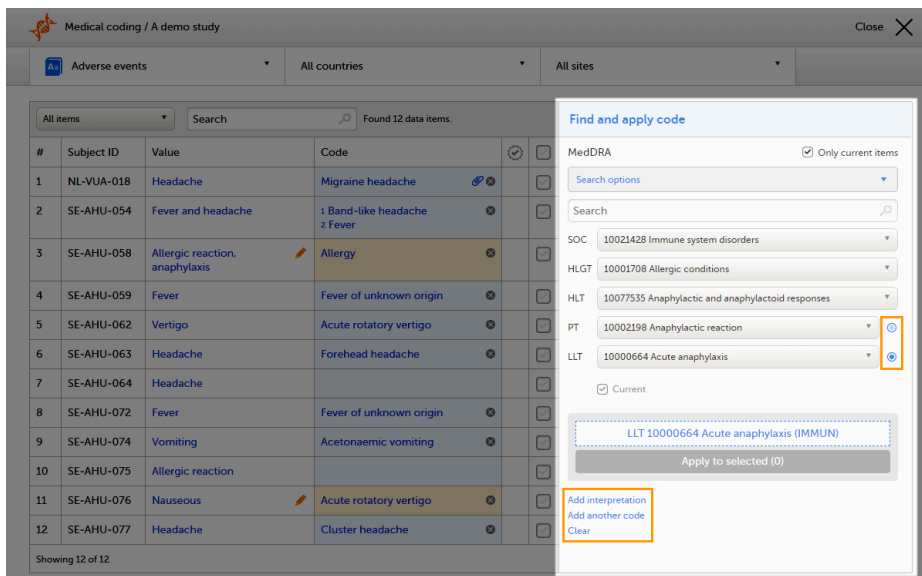 Medical coding / A demo study
Close
Adverse events
All countries
All sites
All items
Search
Found 12 data items.
# Subject ID Value Code
1 NL-VUA-018 Headache Migraine headache
2 SE-AHU-054 Fever and headache 1 Band-like headache
2 Fever
3 SE-AHU-058 Allergic reaction, Allergy
anaphylaxis
4 SE-AHU-059 Fever Fever of unknown origin
5 SE-AHU-062 Vertigo Acute rotatory vertigo
6 SE-AHU-063 Headache Forehead headache
7 SE-AHU-064 Headache
8 SE-AHU-072 Fever Fever of unknown origin
9 SE-AHU-074 Vomiting Acetonaemic vomiting
10 SE-AHU-075 Allergic reaction
11 SE-AHU-076 Nauseous Acute rotatory vertigo
12 SE-AHU-077 Headache Cluster headache
Showing 12 of 12
Find and apply code
MedDRA Only current items
Search options
Search
SOC 10021428 Immune system disorders
HLGT 10001708 Allergic conditions
HLT 10077535 Anaphylactic and anaphylactoid responses
PT 10002198 Anaphylactic reaction
LLT 10000664 Acute anaphylaxis
Current
LLT 10000664 Acute anaphylaxis (IMMUN)
Apply to selected (0)
Add interpretation
Add another code
Clear